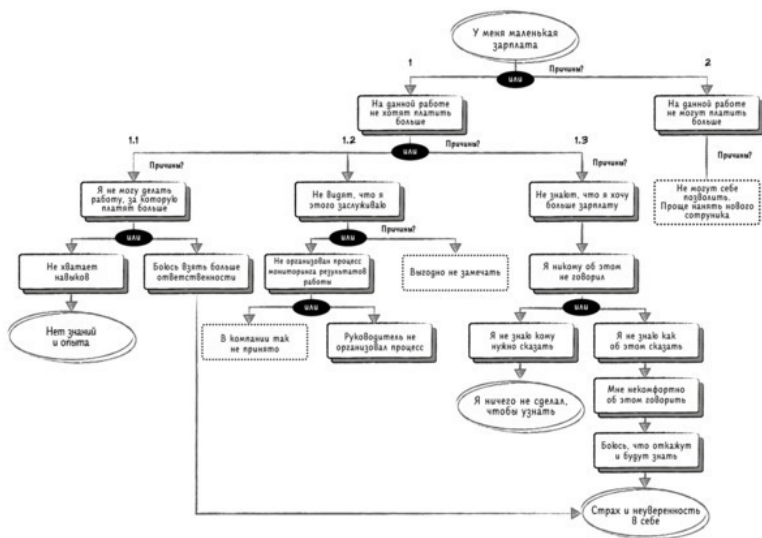 У меня маленькая
зарплата
1
Причины?
2
или
На данной работе
не хотят платить
больше
На данной работе
не могут платить
больше
1.1
1.2
1.3
или
Причины?
Причины?
Причины?
Причины?
Причины?
Я не могу делать
работу, за которую
платят больше
Не видят, что я
этого заслуживаю
Не знают, что я хочу
больше зарплату
Не могут себе
позволить.
Проще нанять нового
сотруника
или
или
Причины?
Не хватает
навыков
Боюсь взять больше
ответственности
Не организован процесс
мониторинга результатов
работы
Выгодно не замечать
Я никому об этом
не говорил
или
или
Нет знаний
и опыта
В компании так
не принято
Руководитель не
организовал процесс
Я не знаю кому
нужно сказать
Я не знаю как
об этом сказать
Я ничего не сделал,
чтобы узнать
Мне некомфортно
об этом говорить
Боюсь, что откажут
и будут знать
Страх и неуверенность
в себе